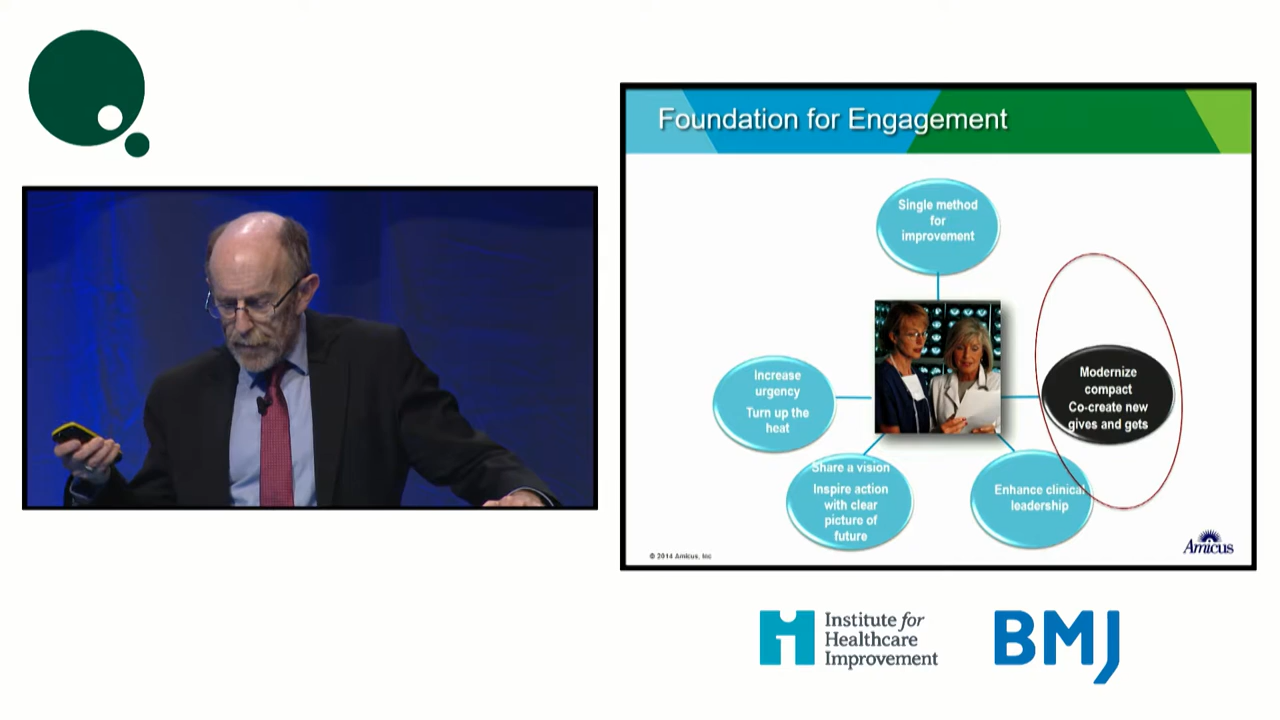 Foundation for Engagement
Single method
for
improvement
Increase
urgency
Turn up the
heat
Modernize
compact
Co-create new
gives and gets
Share a vision
Inspire action
with clear
picture of
future
Enhance clinical
leadership
© 2014 Amicus, Inc
Amicus
Institute for
Healthcare
Improvement
BMJ